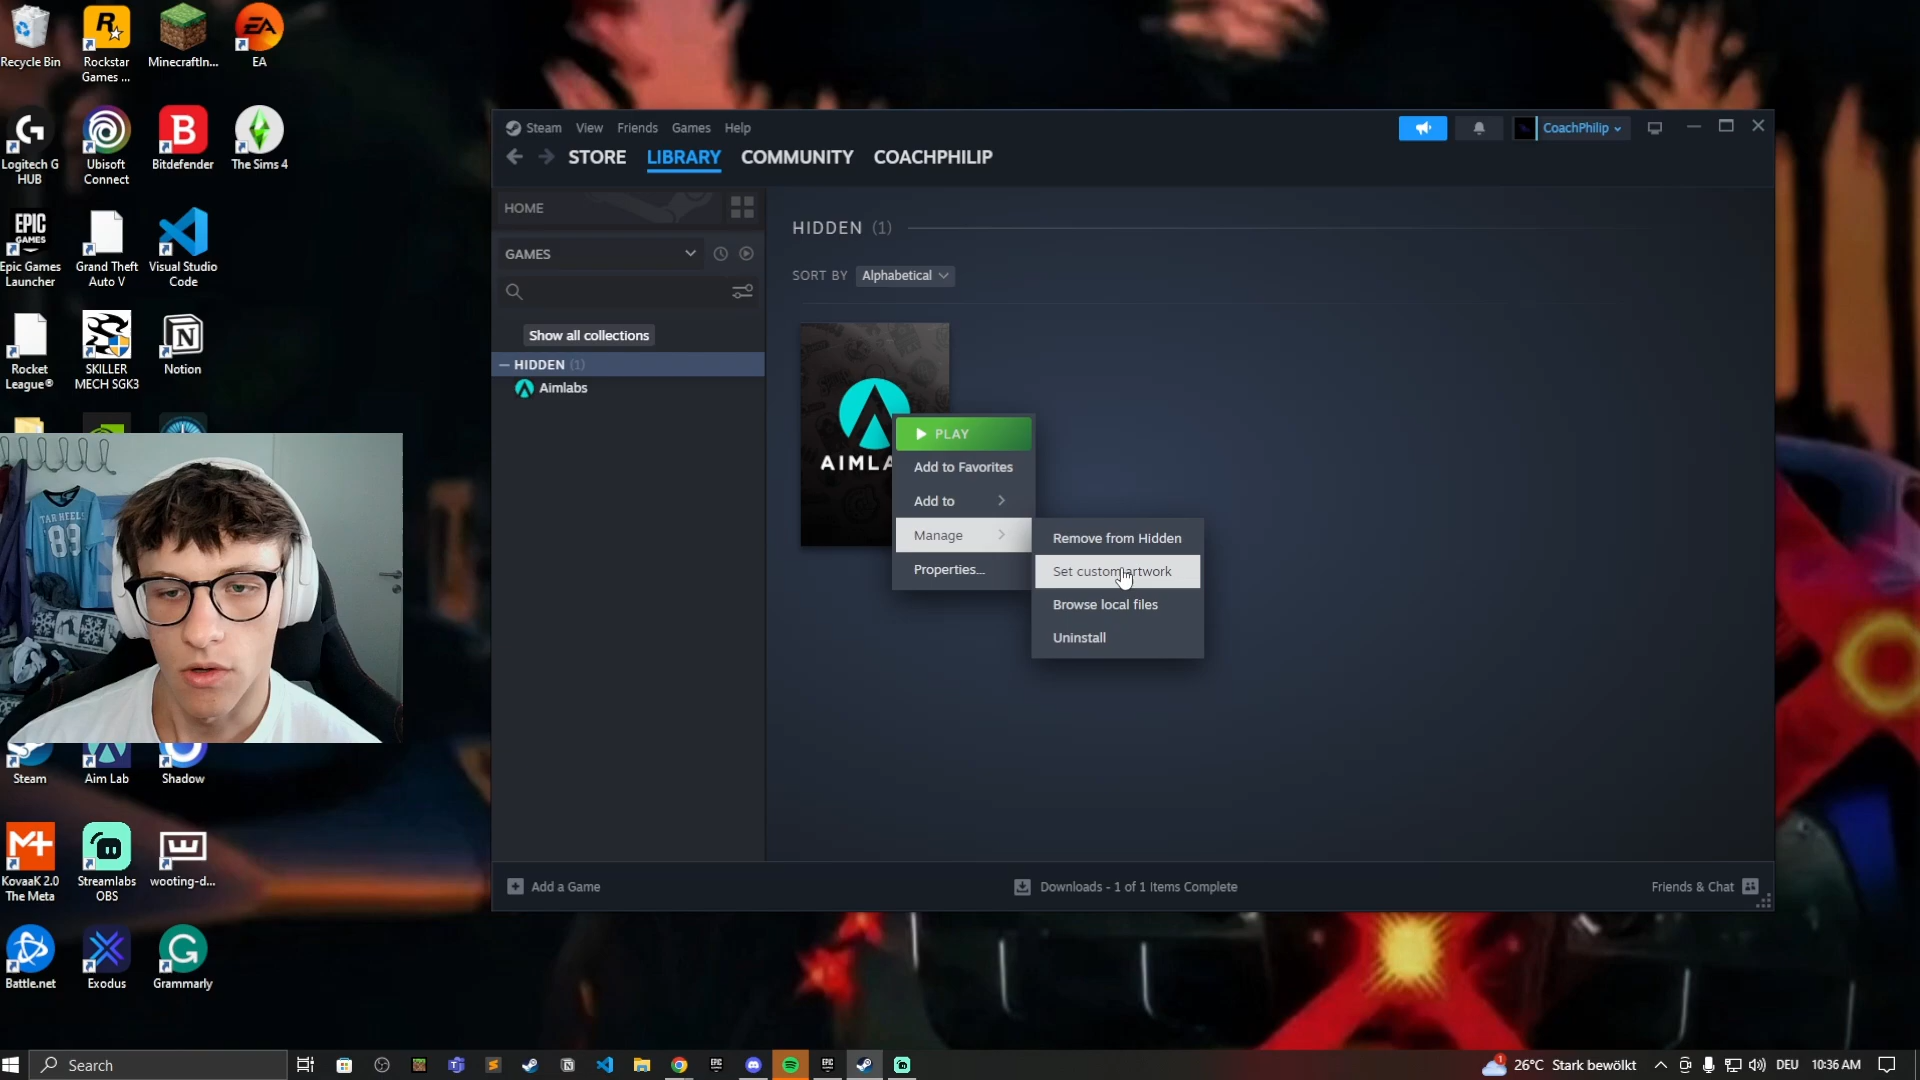 Recycle Bin
Rockstar Games ...
MinecraftIn...
EA
Logitech G HUB
Ubisoft Connect
Bitdefender
The Sims 4
EPIC GAMES
Epic Games Launcher
Grand Theft Auto V
Visual Studio Code
Rocket League®
SKILLER MECH SGK3
Notion
Steam View Friends Games Help
CoachPhilip
STORE LIBRARY COMMUNITY COACHPHILIP
HOME
GAMES
Show all collections
HIDDEN (1)
Aimlabs
HIDDEN (1)
SORT BY Alphabetical
AIMLA
PLAY
Add to Favorites
Add to
Manage
Properties...
Remove from Hidden
Set custom artwork
Browse local files
Uninstall
TAR HEELS
89
Steam
Aim Lab
Shadow
KovaaK 2.0 The Meta
Streamlabs OBS
wooting-d...
Battle.net
Exodus
Grammarly
Add a Game
Downloads - 1 of 1 Items Complete
Friends & Chat
Search
26°C Stark bewölkt
DEU
10:36 AM